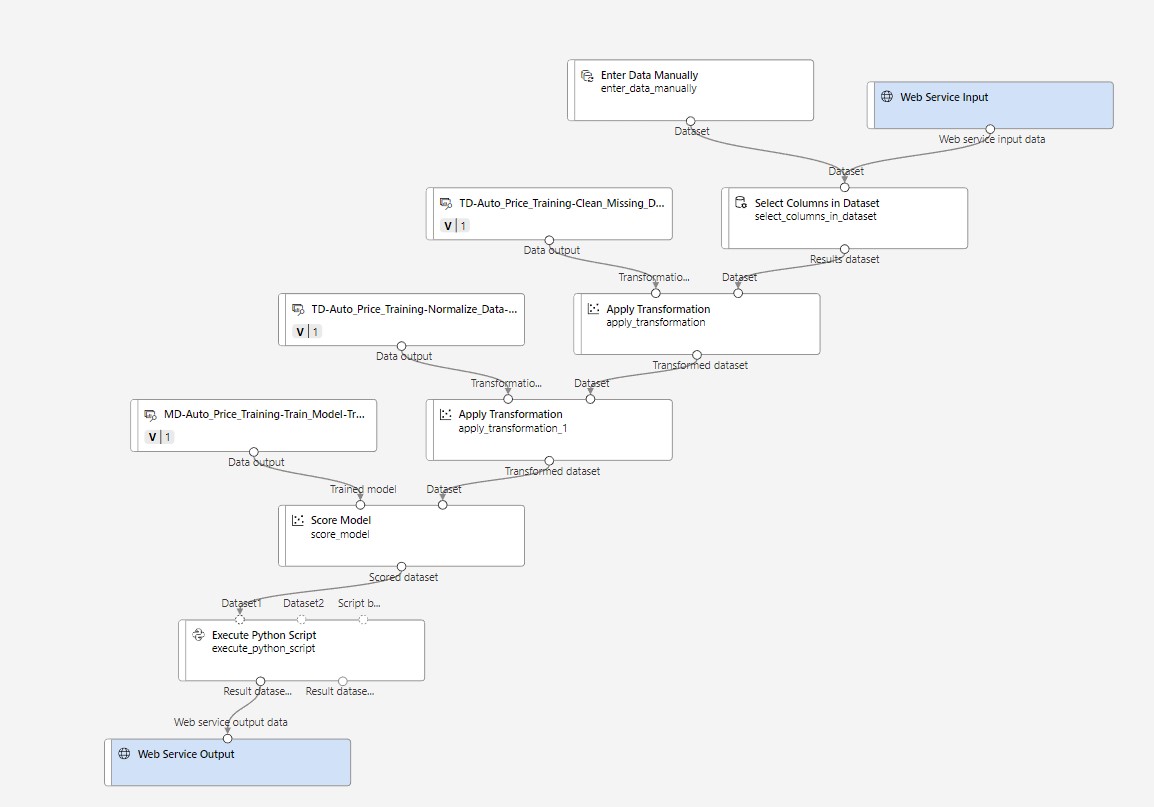 Enter Data Manually
enter_data_manually
Dataset
Web Service Input
Web service input data
Dataset
TD-Auto_Price_Training-Clean_Missing_D...
V | 1
Data output
Select Columns in Dataset
select_columns_in_dataset
Results dataset
Transformatio...
Dataset
TD-Auto_Price_Training-Normalize_Data-...
V | 1
Data output
Apply Transformation
apply_transformation
Transformed dataset
Transformatio...
Dataset
MD-Auto_Price_Training-Train_Model-Tr...
V | 1
Data output
Apply Transformation
apply_transformation_1
Transformed dataset
Trained model
Dataset
Score Model
score_model
Scored dataset
Dataset1
Dataset2
Script b...
Execute Python Script
execute_python_script
Result datase...
Result datase...
Web service output data
Web Service Output